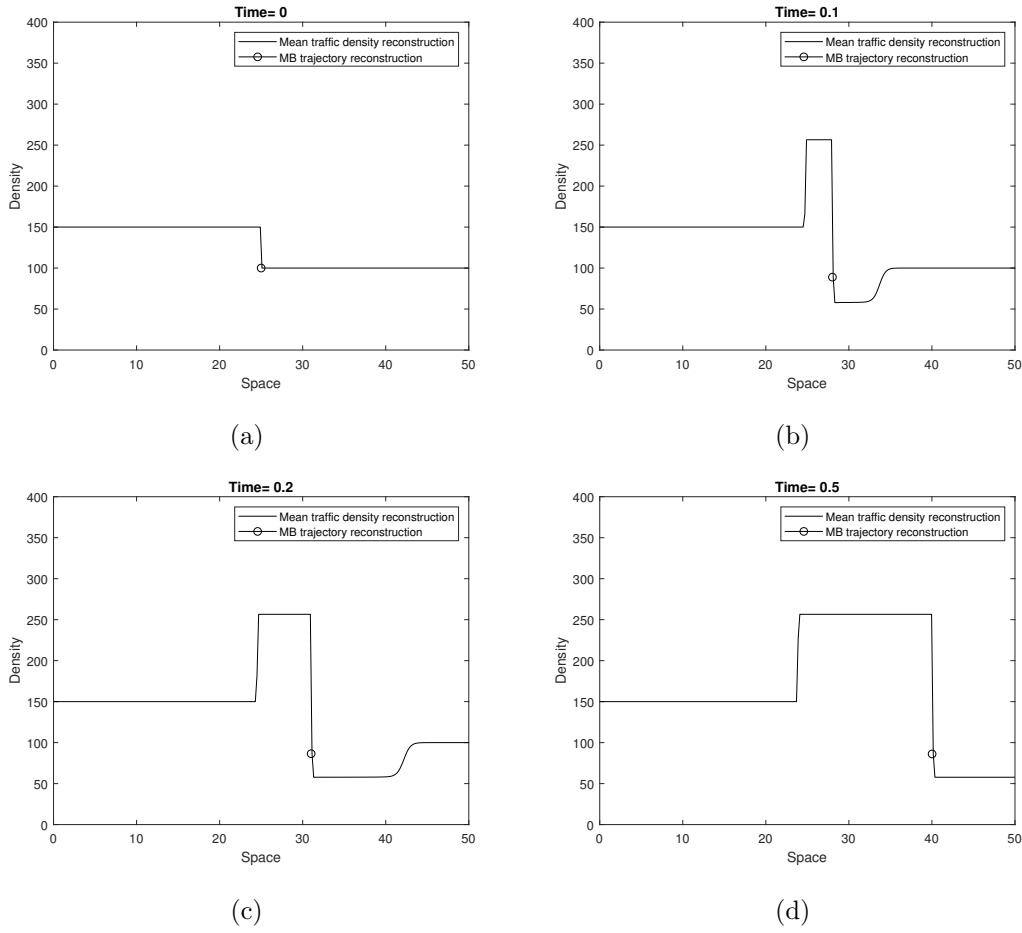 Time= 0
400
350
300
250
200
150
100
50
0
Density
0 10 20 30 40 50
Space
Mean traffic density reconstruction
MB trajectory reconstruction
(a)
Time= 0.1
400
350
300
250
200
150
100
50
0
Density
0 10 20 30 40 50
Space
Mean traffic density reconstruction
MB trajectory reconstruction
(b)
Time= 0.2
400
350
300
250
200
150
100
50
0
Density
0 10 20 30 40 50
Space
Mean traffic density reconstruction
MB trajectory reconstruction
(c)
Time= 0.5
400
350
300
250
200
150
100
50
0
Density
0 10 20 30 40 50
Space
Mean traffic density reconstruction
MB trajectory reconstruction
(d)